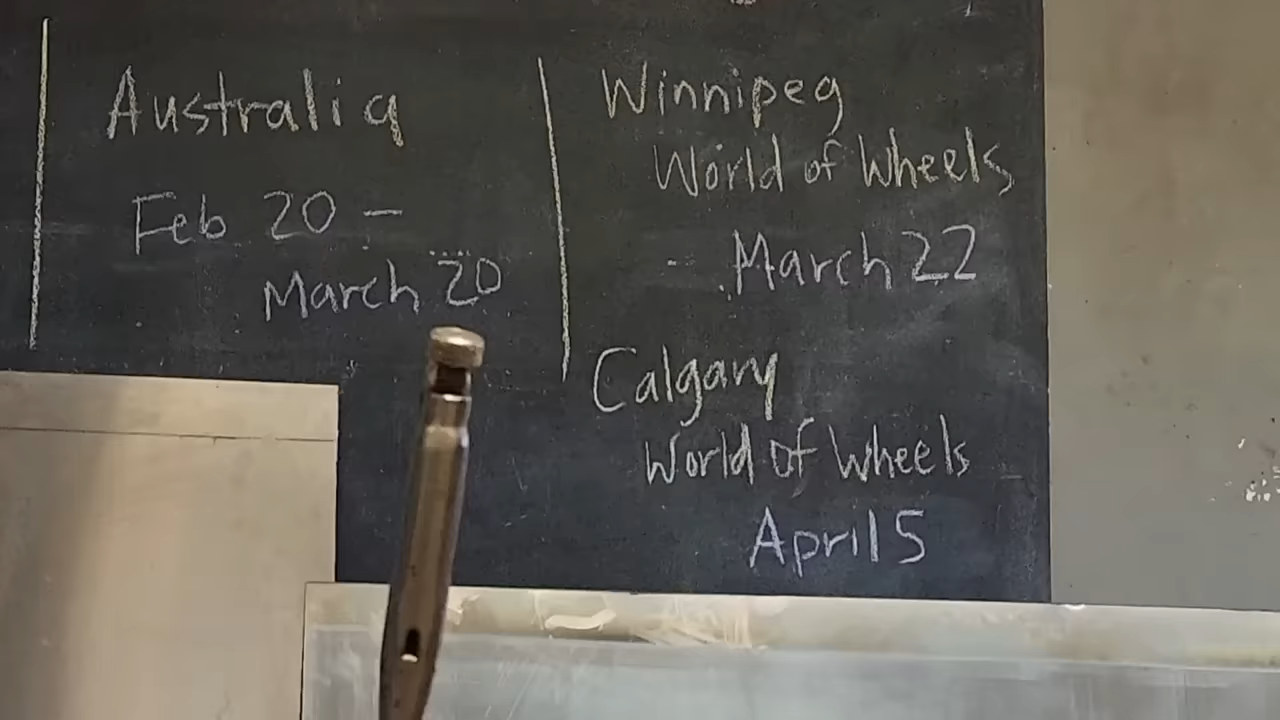 Australia
Feb 20 -
March 20
Winnipeg
World of Wheels
March 22
Calgary
World of Wheels
April 5